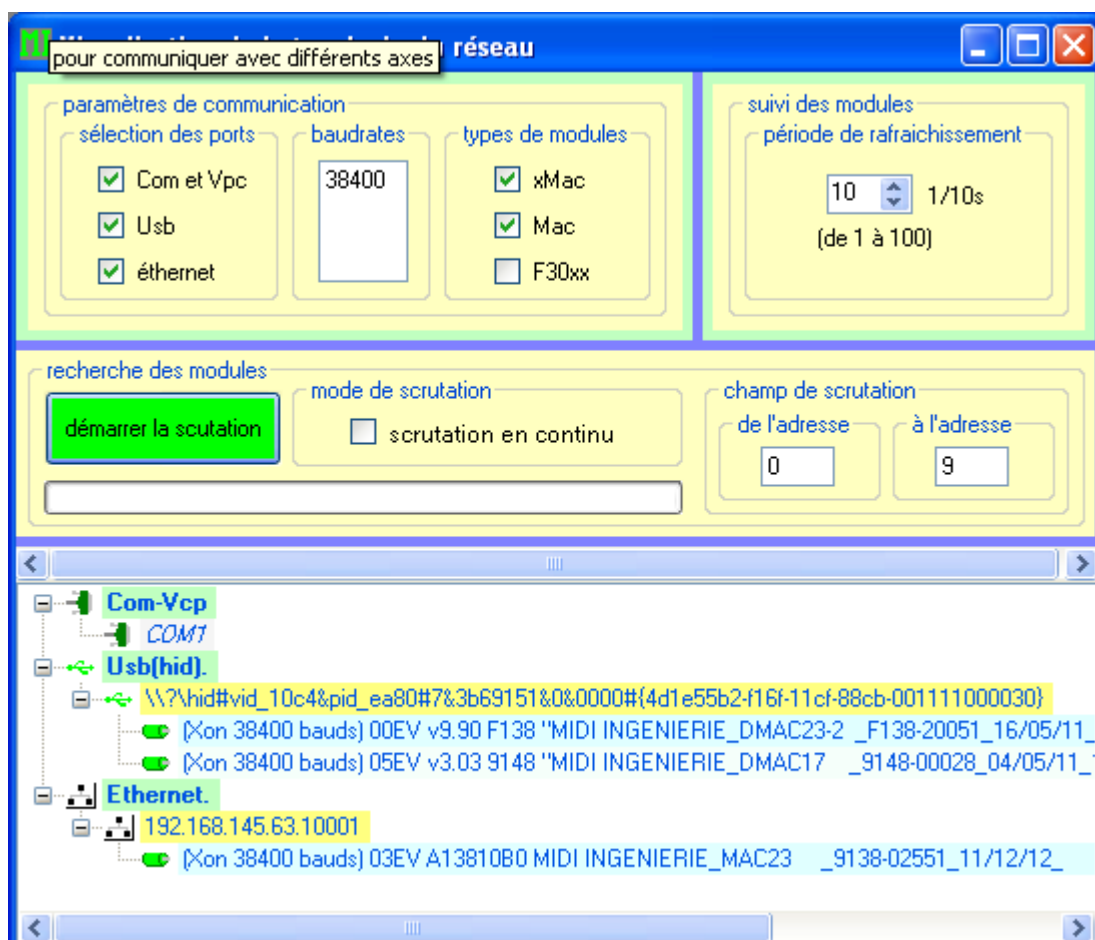 réseau
pour communiquer avec différents axes
paramètres de communication
suivi des modules
sélection des ports
baudrates
types de modules
période de rafraichissement
Com et Vpc
38400
xMac
10
1/10s
Usb
Mac
(de 1 à 100)
éthernet
F30xx
recherche des modules
mode de scrutation
champ de scrutation
démarrer la scutation
scrutation en continu
de l'adresse
à l'adresse
0
9
Com-Vcp
COM1
Usb(hid).
\\?\hid#vid_10c4&pid_ea80#7&3b69151&0&0000#{4d1e55b2-f16f-11cf-88cb-001111000030}
(Xon 38400 bauds) 00EV v9.90 F138 "MIDI INGENIERIE_DMAC23-2 _F138-20051_16/05/11_
(Xon 38400 bauds) 05EV v3.03 9148 "MIDI INGENIERIE_DMAC17 _9148-00028_04/05/11_
Ethernet.
192.168.145.63.10001
(Xon 38400 bauds) 03EV A13810B0 MIDI INGENIERIE_MAC23 _9138-02551_11/12/12_